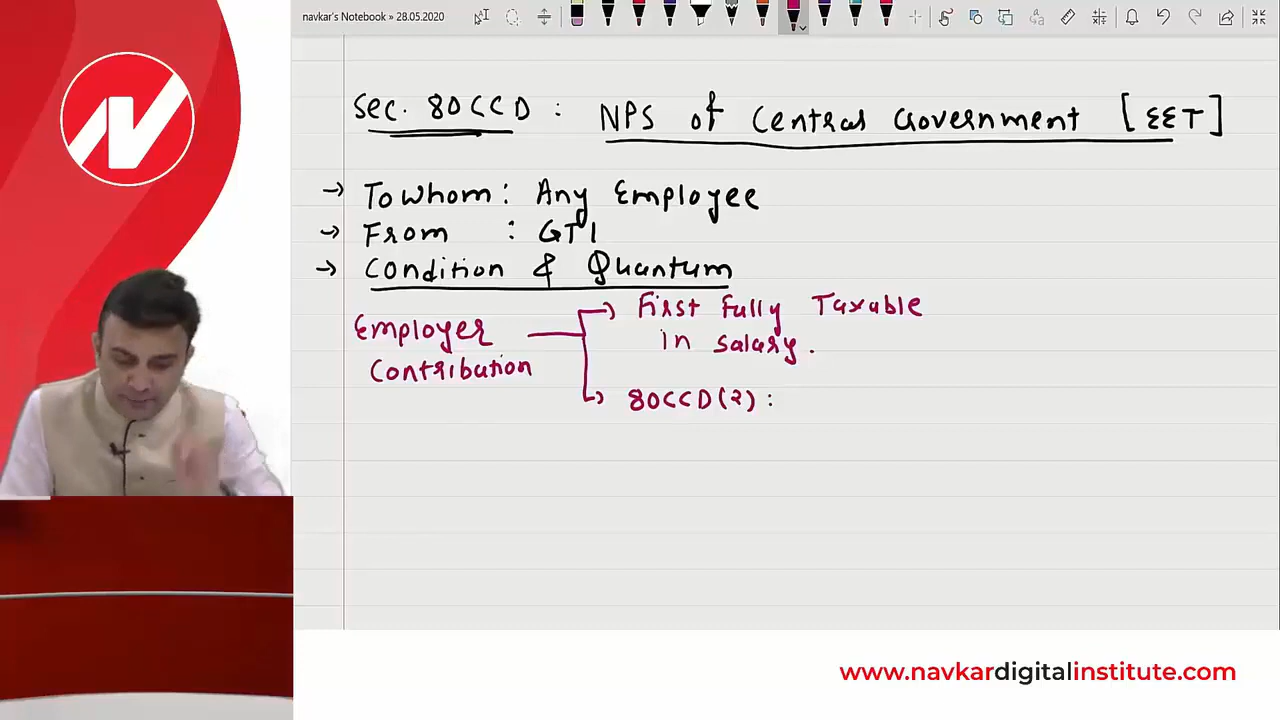 navkar's Notebook » 28.05.2020
Sec. 80CCD : NPS of Central Government [EET]
→ To Whom : Any Employee
→ From : GTI
→ Condition & Quantum
Employer Contribution
First fully Taxable in salary.
80CCD(2) :
www.navkardigitalinstitute.com